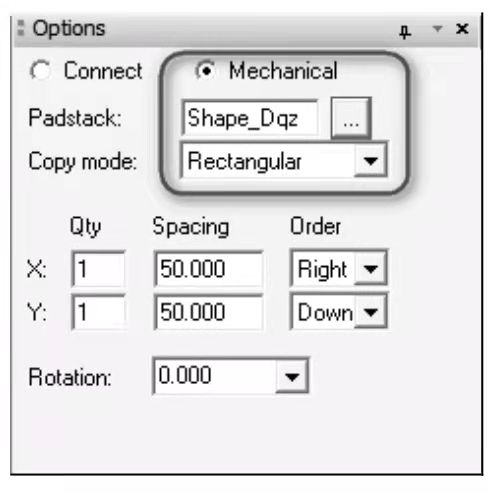 Options
Connect Mechanical
Padstack: Shape_Dqz ...
Copy mode: Rectangular
Qty Spacing Order
X: 1 50.000 Right
Y: 1 50.000 Down
Rotation: 0.000